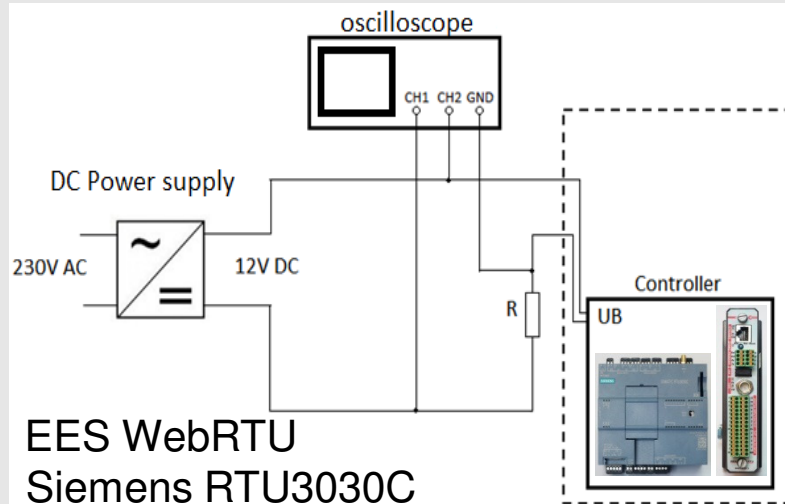 oscilloscope
CH1 CH2 GND
DC Power supply
230V AC
12V DC
R
Controller
UB
EES WebRTU
Siemens RTU3030C